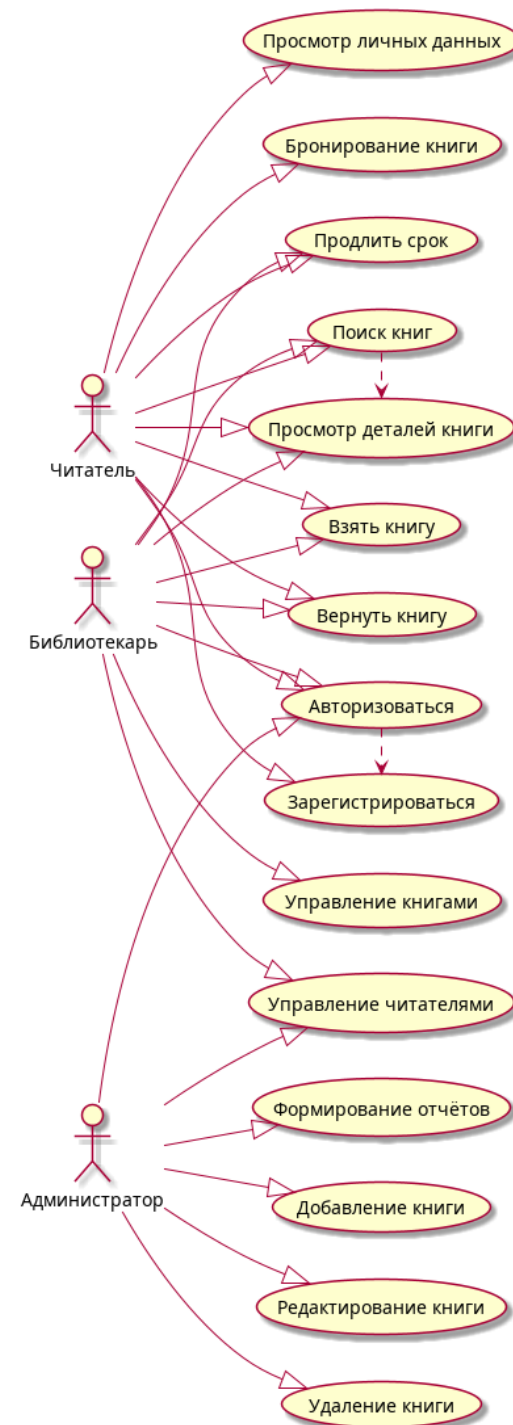 Просмотр личных данных
Бронирование книги
Продлить срок
Поиск книг
Просмотр деталей книги
Читатель
Взять книгу
Вернуть книгу
Библиотекарь
Авторизоваться
Зарегистрироваться
Управление книгами
Управление читателями
Формирование отчётов
Администратор
Добавление книги
Редактирование книги
Удаление книги